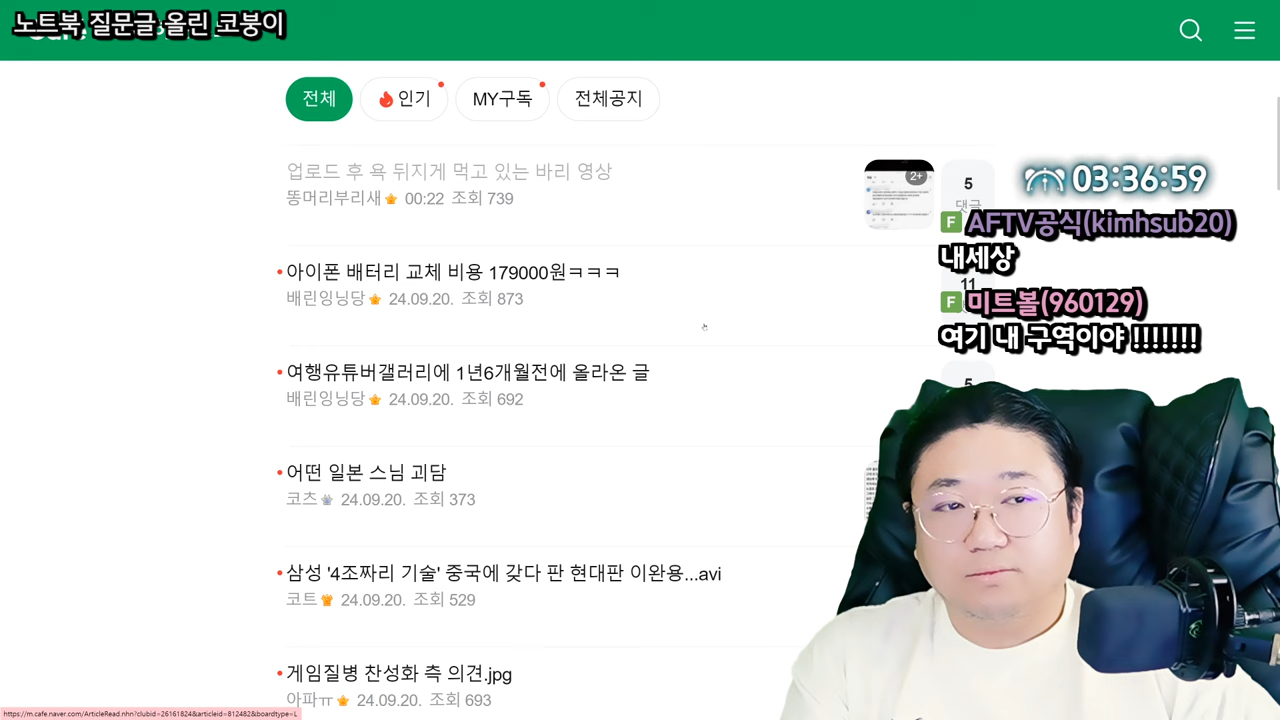 노트북 질문글 올린 코붕이
전체
인기
MY구독
전체공지
업로드 후 욕 뒤지게 먹고 있는 바리 영상
똥머리부리새 00:22 조회 739
2+
5
댓글
03:36:59
F AFTV공식(kimhsub20)
내세상
F 미트볼(960129)
여기 내 구역이야 !!!!!!!
아이폰 배터리 교체 비용 179000원ㅋㅋㅋ
배린잉닝당 24.09.20. 조회 873
11
여행유튜버갤러리에 1년6개월전에 올라온 글
배린잉닝당 24.09.20. 조회 692
5
어떤 일본 스님 괴담
코츠 24.09.20. 조회 373
삼성 '4조짜리 기술' 중국에 갖다 판 현대판 이완용...avi
코트 24.09.20. 조회 529
게임질병 찬성화 측 의견.jpg
아파ㅠ 24.09.20. 조회 693
https://m.cafe.naver.com/ArticleRead.nhn?clubid=26161824&articleid=812482&boardtype=L